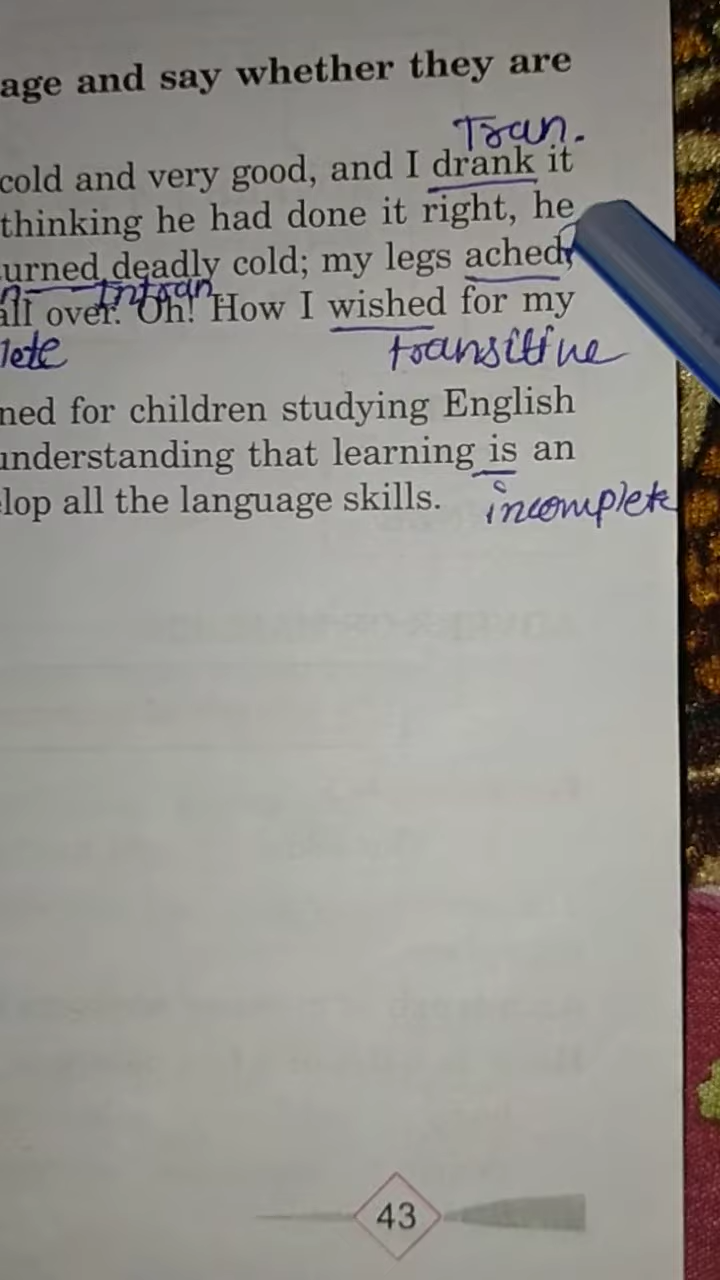 age and say whether they are
Tran.
cold and very good, and I drank it
thinking he had done it right, he
urned deadly cold; my legs ached,
Intran
all over. Oh! How I wished for my
lete transitive
ned for children studying English
understanding that learning is an
lop all the language skills. incomplete
43